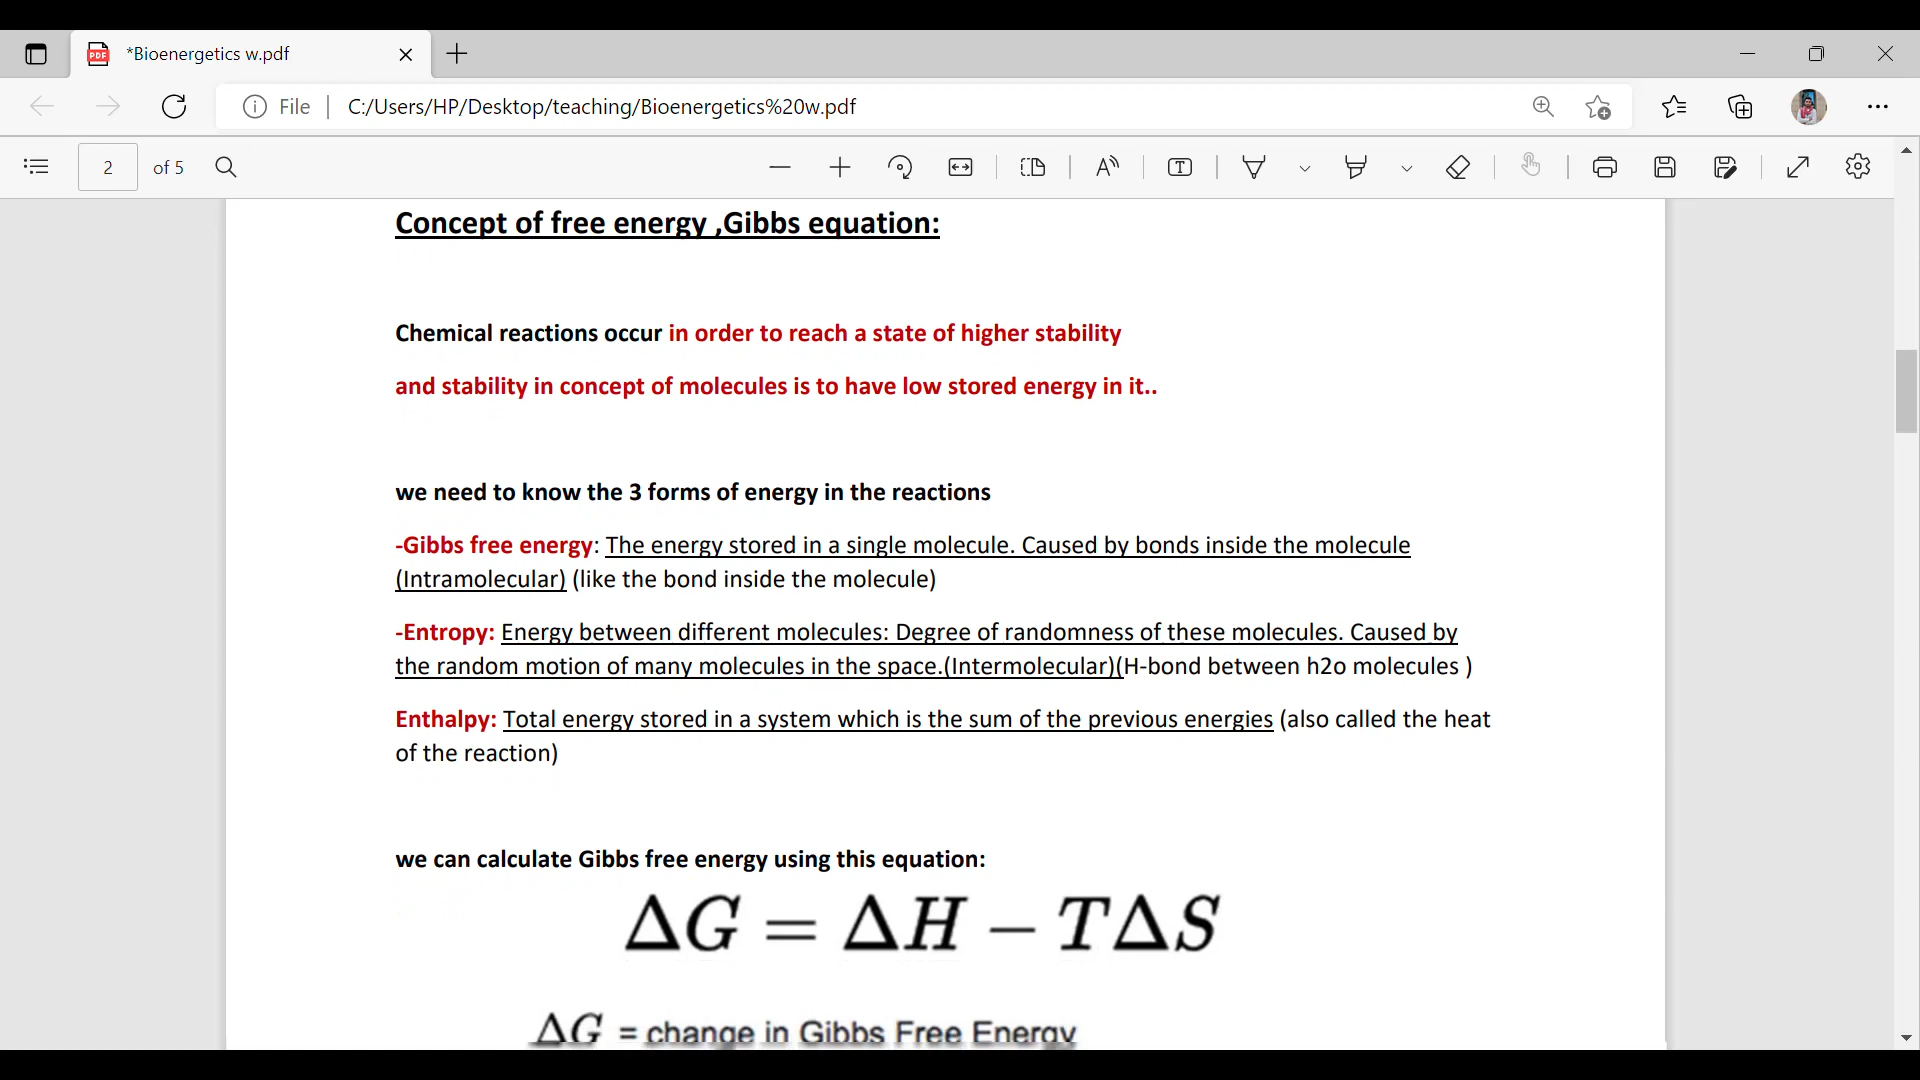 *Bioenergetics w.pdf
File
C:/Users/HP/Desktop/teaching/Bioenergetics%20w.pdf
2 of 5
Concept of free energy ,Gibbs equation:
Chemical reactions occur in order to reach a state of higher stability
and stability in concept of molecules is to have low stored energy in it..
we need to know the 3 forms of energy in the reactions
-Gibbs free energy: The energy stored in a single molecule. Caused by bonds inside the molecule
(Intramolecular) (like the bond inside the molecule)
-Entropy: Energy between different molecules: Degree of randomness of these molecules. Caused by
the random motion of many molecules in the space.(Intermolecular)(H-bond between h2o molecules )
Enthalpy: Total energy stored in a system which is the sum of the previous energies (also called the heat
of the reaction)
we can calculate Gibbs free energy using this equation:
ΔG = ΔH − TΔS
ΔG = change in Gibbs Free Energy